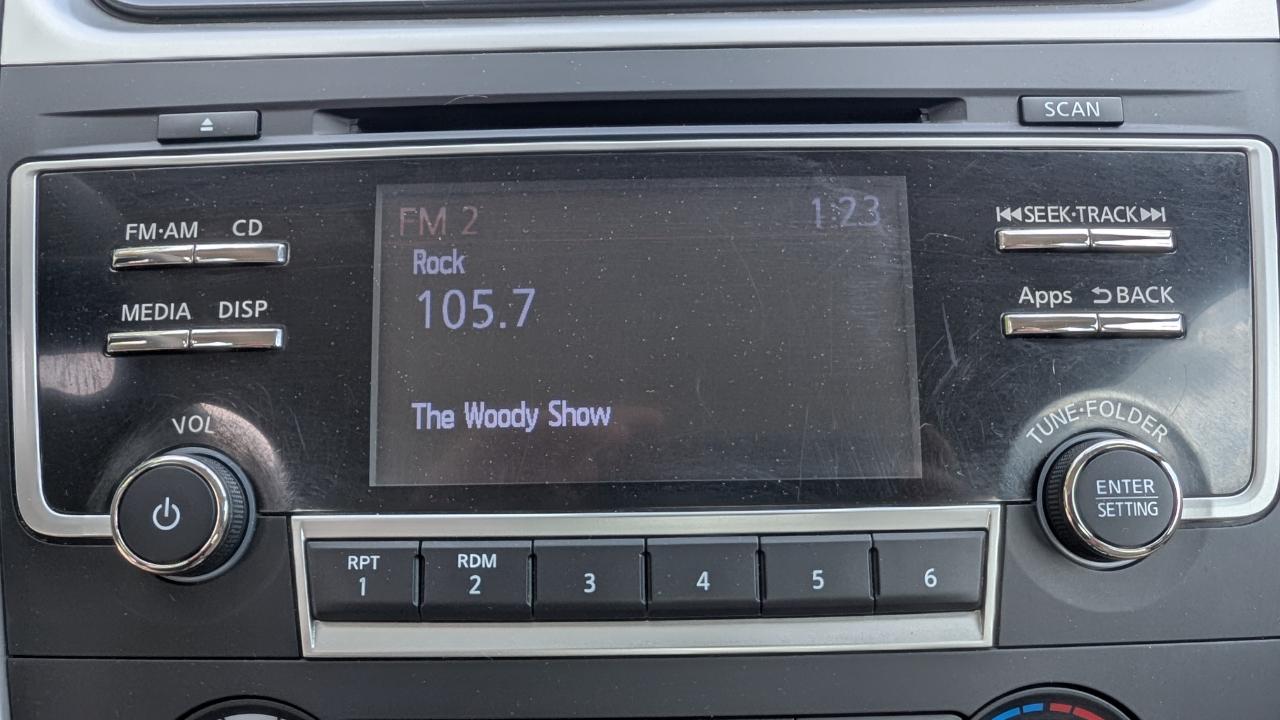 SCAN
FM·AM CD
MEDIA DISP
VOL
FM 2 1:23
Rock
105.7
The Woody Show
SEEK·TRACK
Apps BACK
TUNE·FOLDER
ENTER
SETTING
RPT RDM
1 2 3 4 5 6